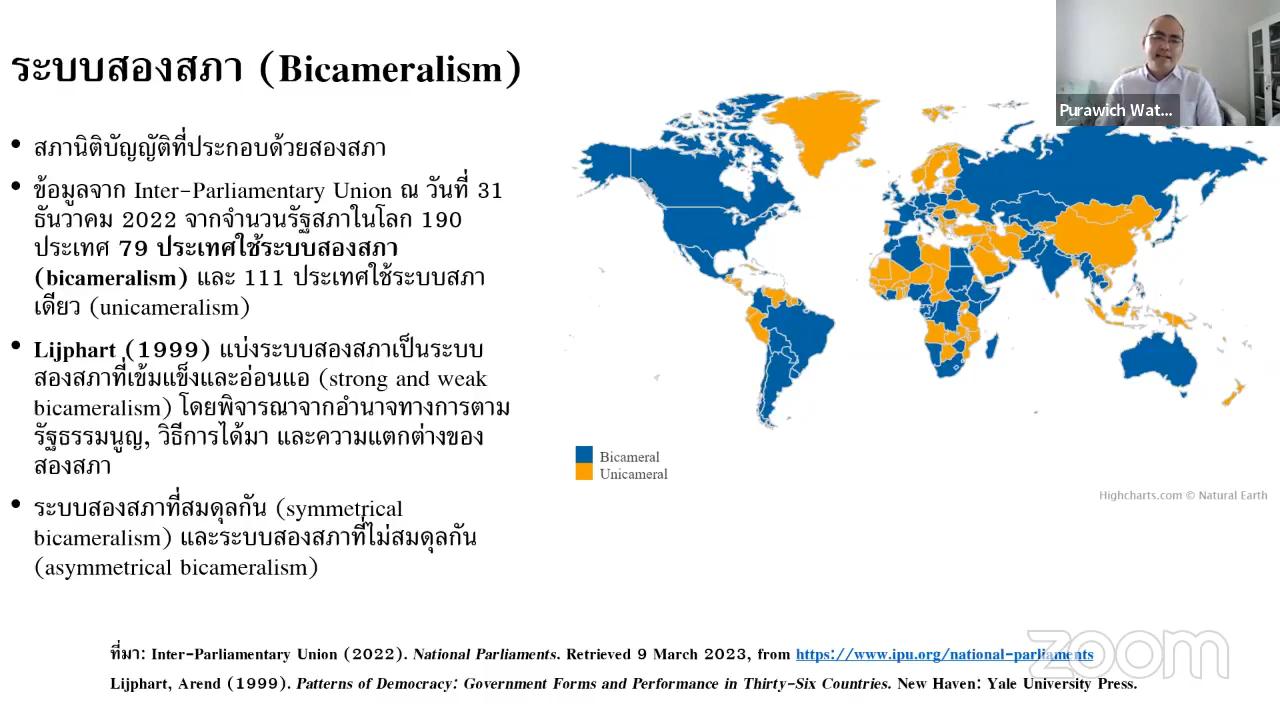 ระบบสองสภา (Bicameralism)
Purawich Wat...
• สภานิติบัญญัติที่ประกอบด้วยสองสภา
• ข้อมูลจาก Inter-Parliamentary Union ณ วันที่ 31
ธันวาคม 2022 จากจำนวนรัฐสภาในโลก 190
ประเทศ 79 ประเทศใช้ระบบสองสภา
(bicameralism) และ 111 ประเทศใช้ระบบสภา
เดียว (unicameralism)
• Lijphart (1999) แบ่งระบบสองสภาเป็นระบบ
สองสภาที่เข้มแข็งและอ่อนแอ (strong and weak
bicameralism) โดยพิจารณาจากอำนาจทางการตาม
รัฐธรรมนูญ, วิธีการได้มา และความแตกต่างของ
สองสภา
• ระบบสองสภาที่สมดุลกัน (symmetrical
bicameralism) และระบบสองสภาที่ไม่สมดุลกัน
(asymmetrical bicameralism)
Bicameral
Unicameral
Highcharts.com © Natural Earth
ที่มา: Inter-Parliamentary Union (2022). National Parliaments. Retrieved 9 March 2023, from https://www.ipu.org/national-parliaments
Lijphart, Arend (1999). Patterns of Democracy: Government Forms and Performance in Thirty-Six Countries. New Haven: Yale University Press.
zoom